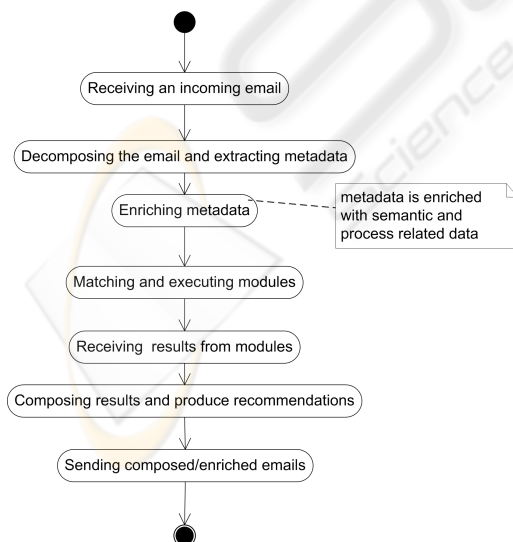 Receiving an incoming email
Decomposing the email and extracting metadata
Enriching metadata
metadata is enriched
with semantic and
process related data
Matching and executing modules
Receiving results from modules
Composing results and produce recommendations
Sending composed/enriched emails
Science